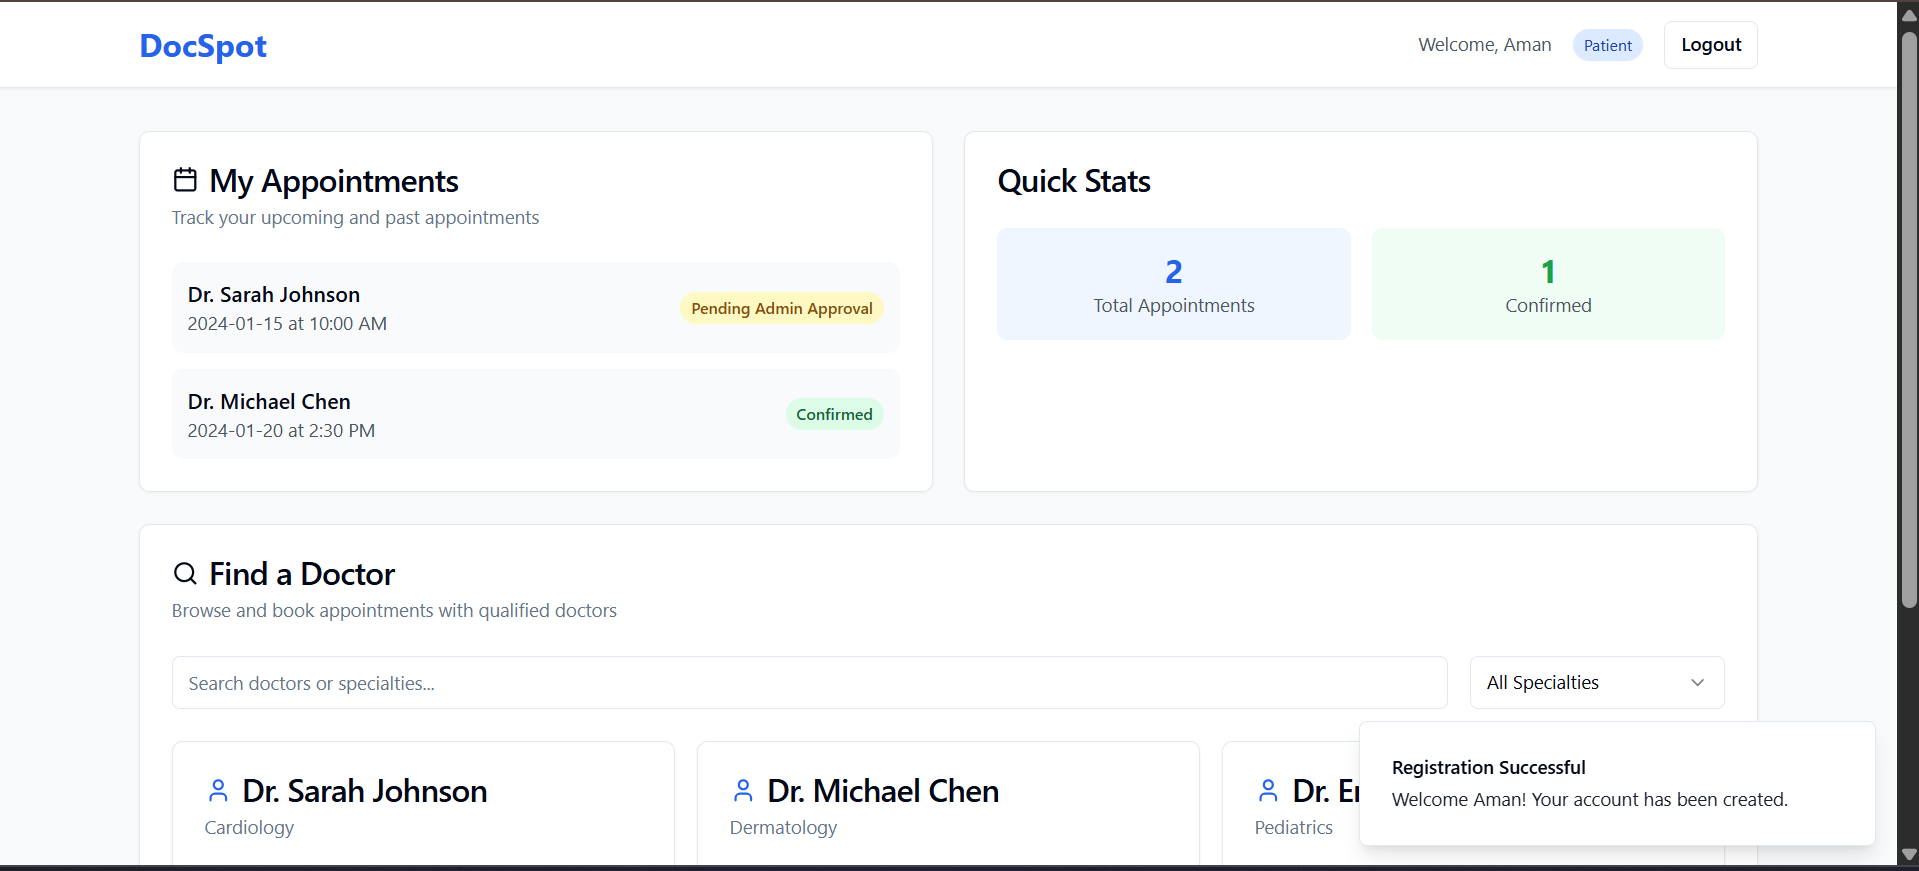 DocSpot
Welcome, Aman
Patient
Logout
My Appointments
Track your upcoming and past appointments
Dr. Sarah Johnson
2024-01-15 at 10:00 AM
Pending Admin Approval
Dr. Michael Chen
2024-01-20 at 2:30 PM
Confirmed
Quick Stats
2
Total Appointments
1
Confirmed
Find a Doctor
Browse and book appointments with qualified doctors
Search doctors or specialties...
All Specialties
Dr. Sarah Johnson
Cardiology
Dr. Michael Chen
Dermatology
Dr.
Pediatrics
Registration Successful
Welcome Aman! Your account has been created.